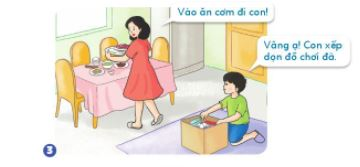 Vào ăn cơm đi con!
Vâng ạ! Con xếp
dọn đồ chơi đã.
3